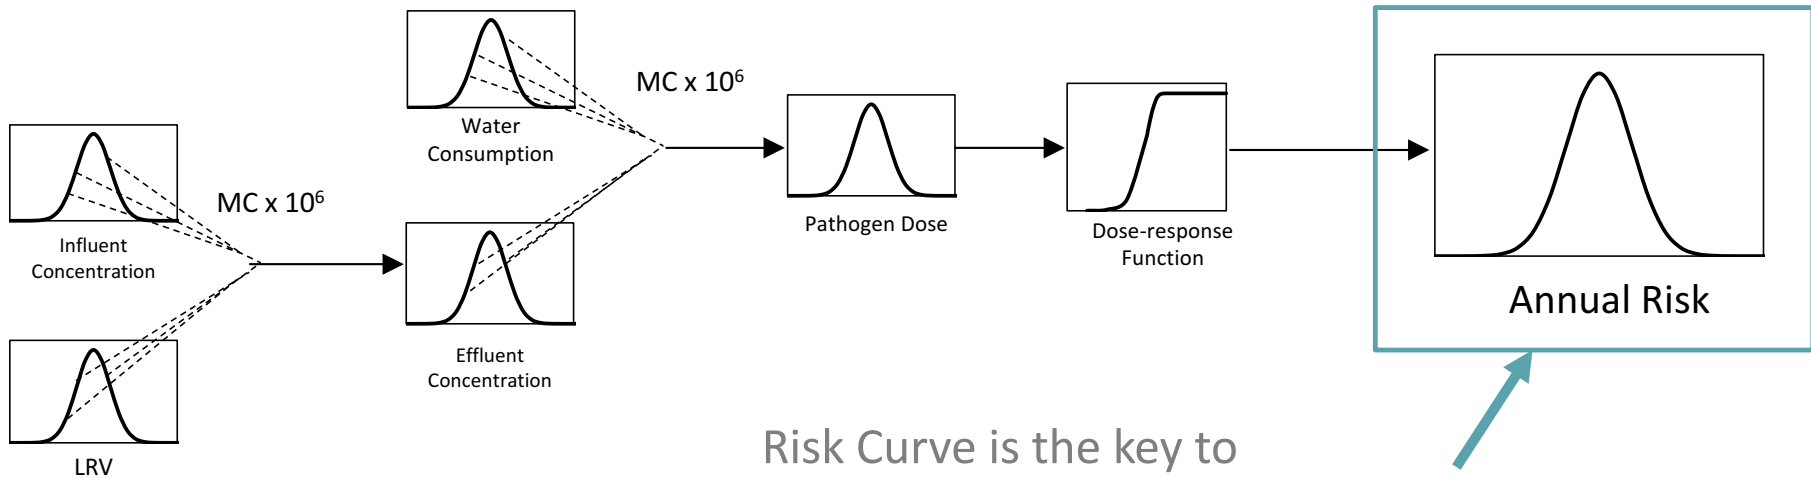 Influent
Concentration
LRV
MC x 10⁶
Water
Consumption
Effluent
Concentration
MC x 10⁶
Pathogen Dose
Dose-response
Function
Annual Risk
Risk Curve is the key to